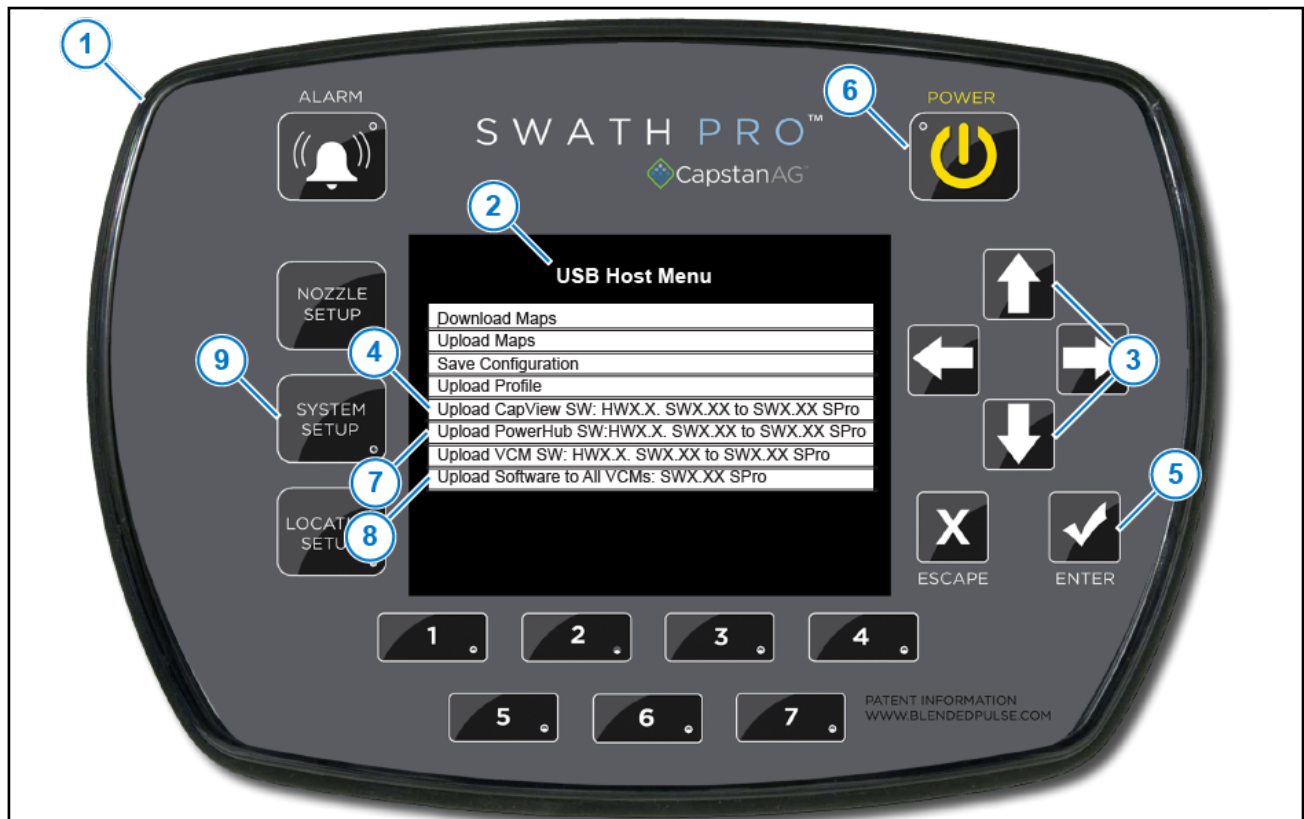 1
ALARM
6
POWER
SWATH PRO™
CapstanAG™
2
USB Host Menu
NOZZLE
SETUP
Download Maps
Upload Maps
9
4
Save Configuration
3
Upload Profile
SYSTEM
SETUP
Upload CapView SW: HWX.X. SWX.XX to SWX.XX SPro
Upload PowerHub SW:HWX.X. SWX.XX to SWX.XX SPro
Upload VCM SW: HWX.X. SWX.XX to SWX.XX SPro
7
Upload Software to All VCMs: SWX.XX SPro
5
8
X
ESCAPE
ENTER
1
2
3
4
5
6
7
PATENT INFORMATION
WWW.BLENDEDPULSE.COM